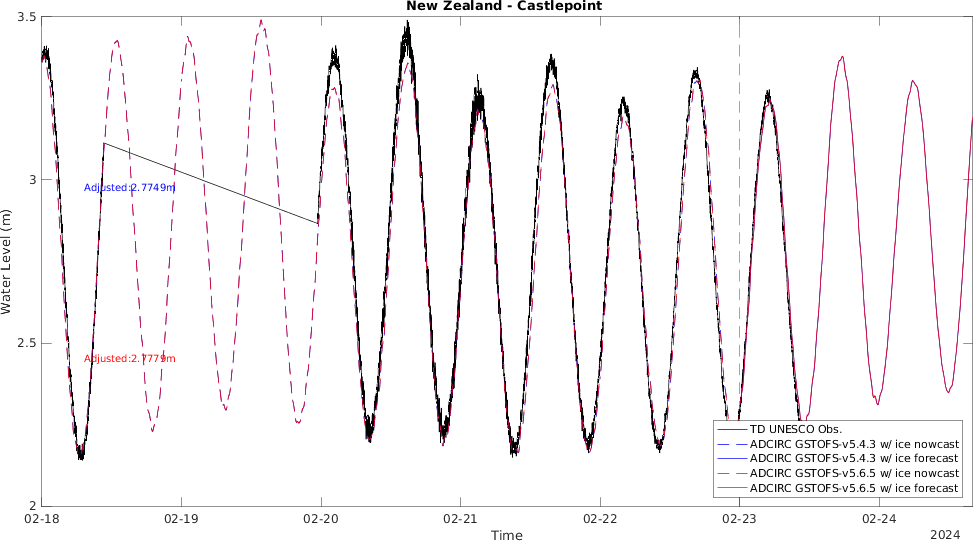 New Zealand - Castlepoint
3.5
3
2.5
2
Water Level (m)
Adjusted:2.7749m
Adjusted:2.7779m
TD UNESCO Obs.
ADCIRC GSTOFS-v5.4.3 w/ ice nowcast
ADCIRC GSTOFS-v5.4.3 w/ ice forecast
ADCIRC GSTOFS-v5.6.5 w/ ice nowcast
ADCIRC GSTOFS-v5.6.5 w/ ice forecast
02-18 02-19 02-20 02-21 02-22 02-23 02-24
Time
2024